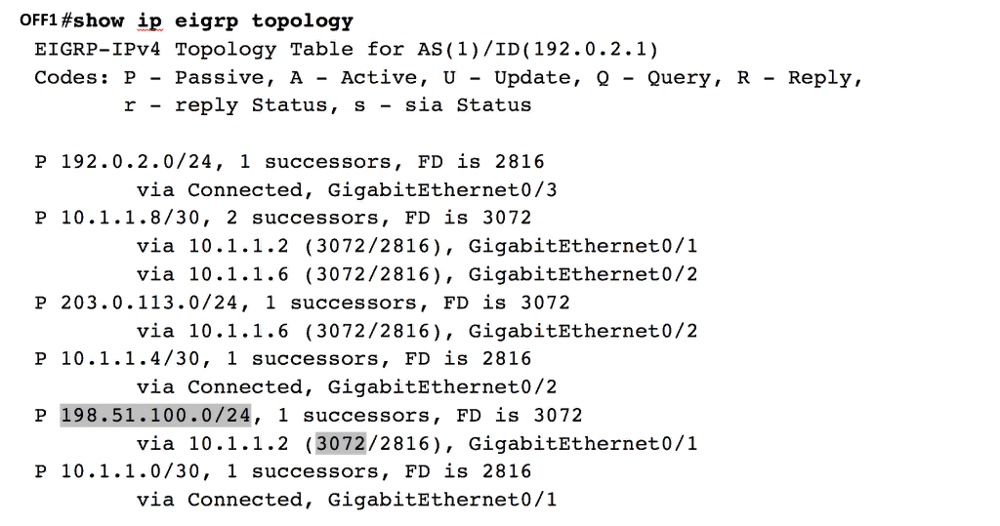 OFF1#show ip eigrp topology
EIGRP-IPv4 Topology Table for AS(1)/ID(192.0.2.1)
Codes: P - Passive, A - Active, U - Update, Q - Query, R - Reply,
r - reply Status, s - sia Status
P 192.0.2.0/24, 1 successors, FD is 2816
via Connected, GigabitEthernet0/3
P 10.1.1.8/30, 2 successors, FD is 3072
via 10.1.1.2 (3072/2816), GigabitEthernet0/1
via 10.1.1.6 (3072/2816), GigabitEthernet0/2
P 203.0.113.0/24, 1 successors, FD is 3072
via 10.1.1.6 (3072/2816), GigabitEthernet0/2
P 10.1.1.4/30, 1 successors, FD is 2816
via Connected, GigabitEthernet0/2
P 198.51.100.0/24, 1 successors, FD is 3072
via 10.1.1.2 (3072/2816), GigabitEthernet0/1
P 10.1.1.0/30, 1 successors, FD is 2816
via Connected, GigabitEthernet0/1